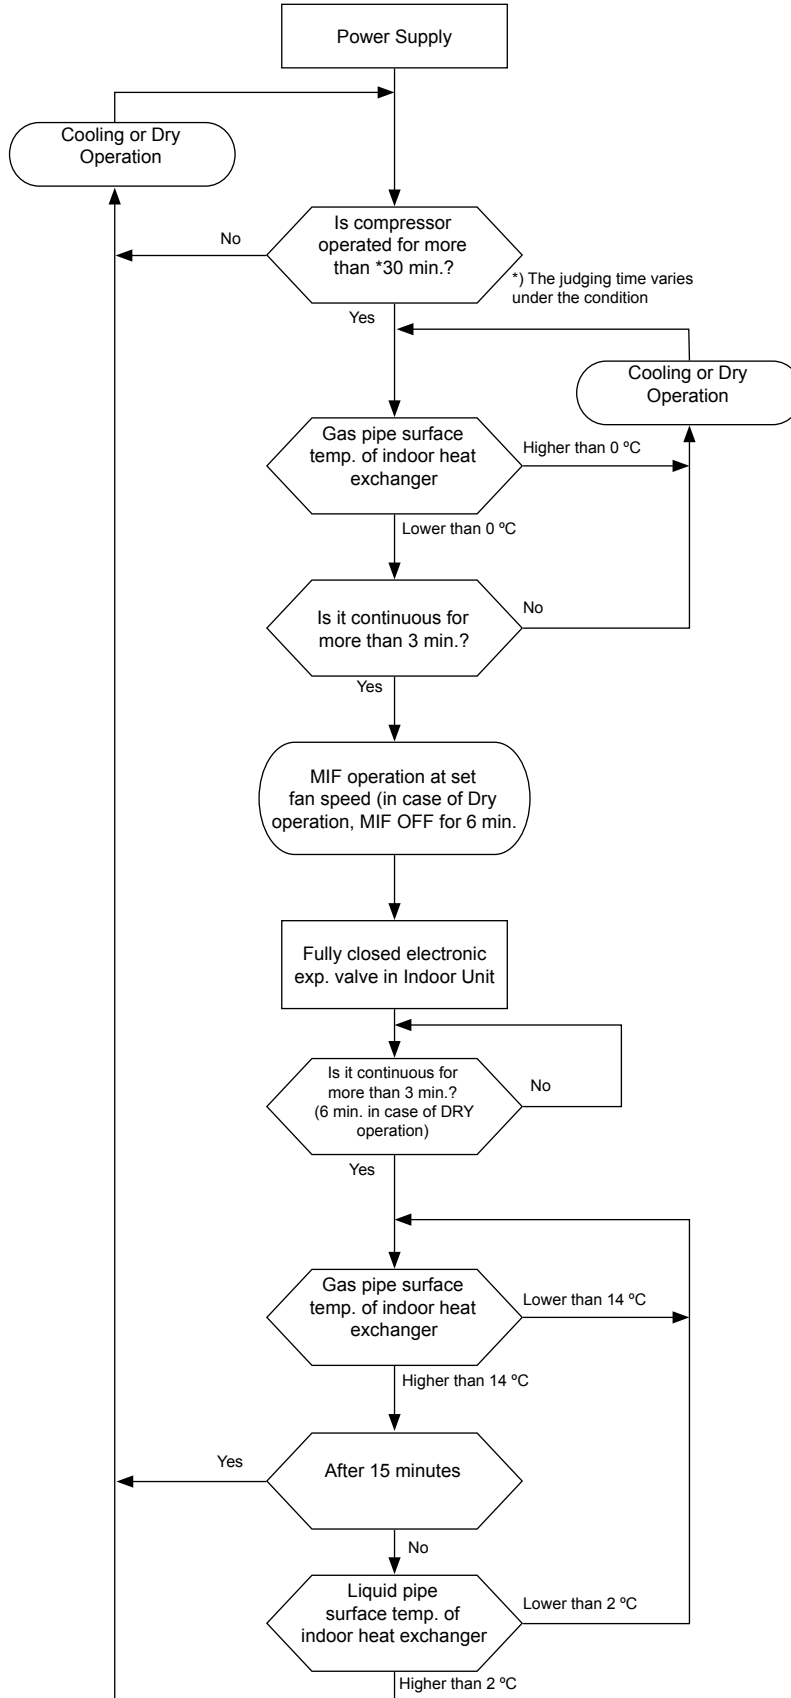 Power Supply
Cooling or Dry
Operation
Is compressor
operated for more
than *30 min.?
No
*) The judging time varies
under the condition
Yes
Cooling or Dry
Operation
Gas pipe surface
temp. of indoor heat
exchanger
Higher than 0 ºC
Lower than 0 ºC
Is it continuous for
more than 3 min.?
No
Yes
MIF operation at set
fan speed (in case of Dry
operation, MIF OFF for 6 min.
Fully closed electronic
exp. valve in Indoor Unit
Is it continuous for
more than 3 min.?
(6 min. in case of DRY
operation)
No
Yes
Gas pipe surface
temp. of indoor heat
exchanger
Lower than 14 ºC
Higher than 14 ºC
After 15 minutes
Yes
No
Liquid pipe
surface temp. of
indoor heat exchanger
Lower than 2 ºC
Higher than 2 ºC